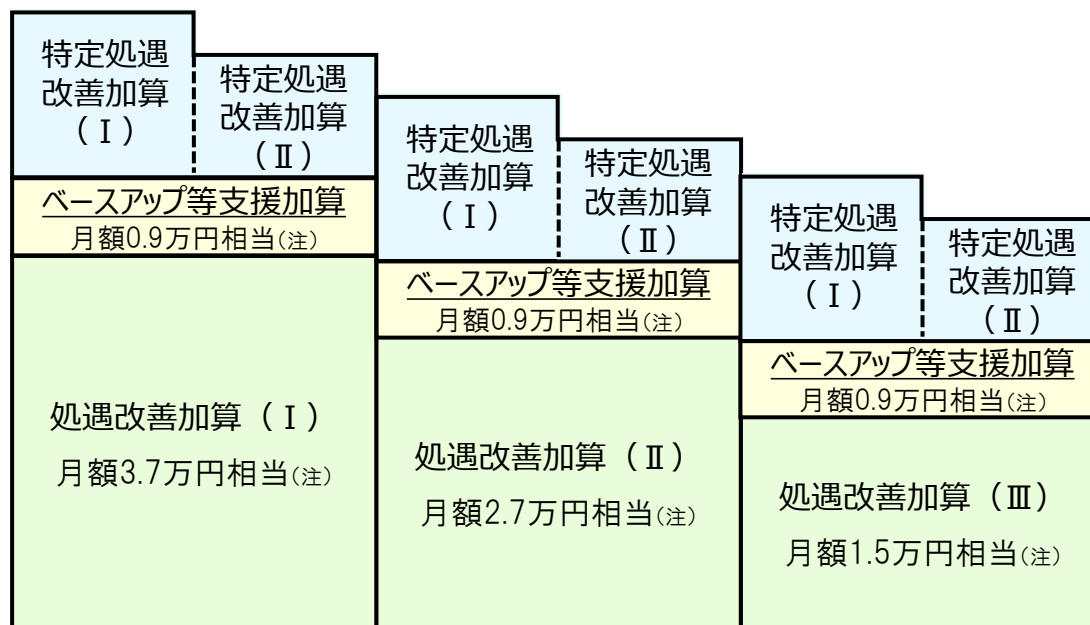 特定処遇
改善加算
（Ⅰ）
特定処遇
改善加算
（Ⅱ）
ベースアップ等支援加算
月額0.9万円相当(注)
処遇改善加算（Ⅰ）
月額3.7万円相当(注)
特定処遇
改善加算
（Ⅰ）
特定処遇
改善加算
（Ⅱ）
ベースアップ等支援加算
月額0.9万円相当(注)
処遇改善加算（Ⅱ）
月額2.7万円相当(注)
特定処遇
改善加算
（Ⅰ）
特定処遇
改善加算
（Ⅱ）
ベースアップ等支援加算
月額0.9万円相当(注)
処遇改善加算（Ⅲ）
月額1.5万円相当(注)